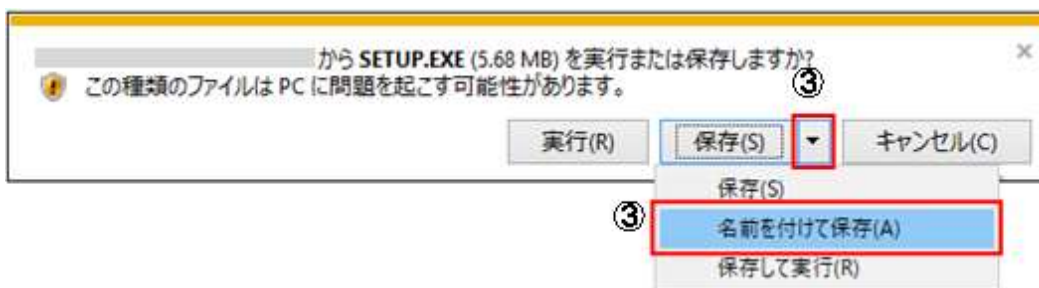 から SETUP.EXE (5.68 MB) を実行または保存しますか?
この種類のファイルは PC に問題を起こす可能性があります。
③
実行(R) 保存(S) キャンセル(C)
保存(S)
③ 名前を付けて保存(A)
保存して実行(R)